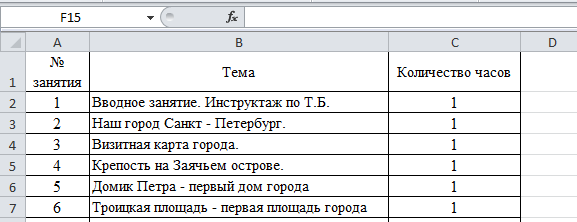 F15 fx
A B C D
1 № занятия Тема Количество часов
2 1 Вводное занятие. Инструктаж по Т.Б. 1
3 2 Наш город Санкт - Петербург. 1
4 3 Визитная карта города. 1
5 4 Крепость на Заячьем острове. 1
6 5 Домик Петра - первый дом города 1
7 6 Троицкая площадь - первая площадь города 1